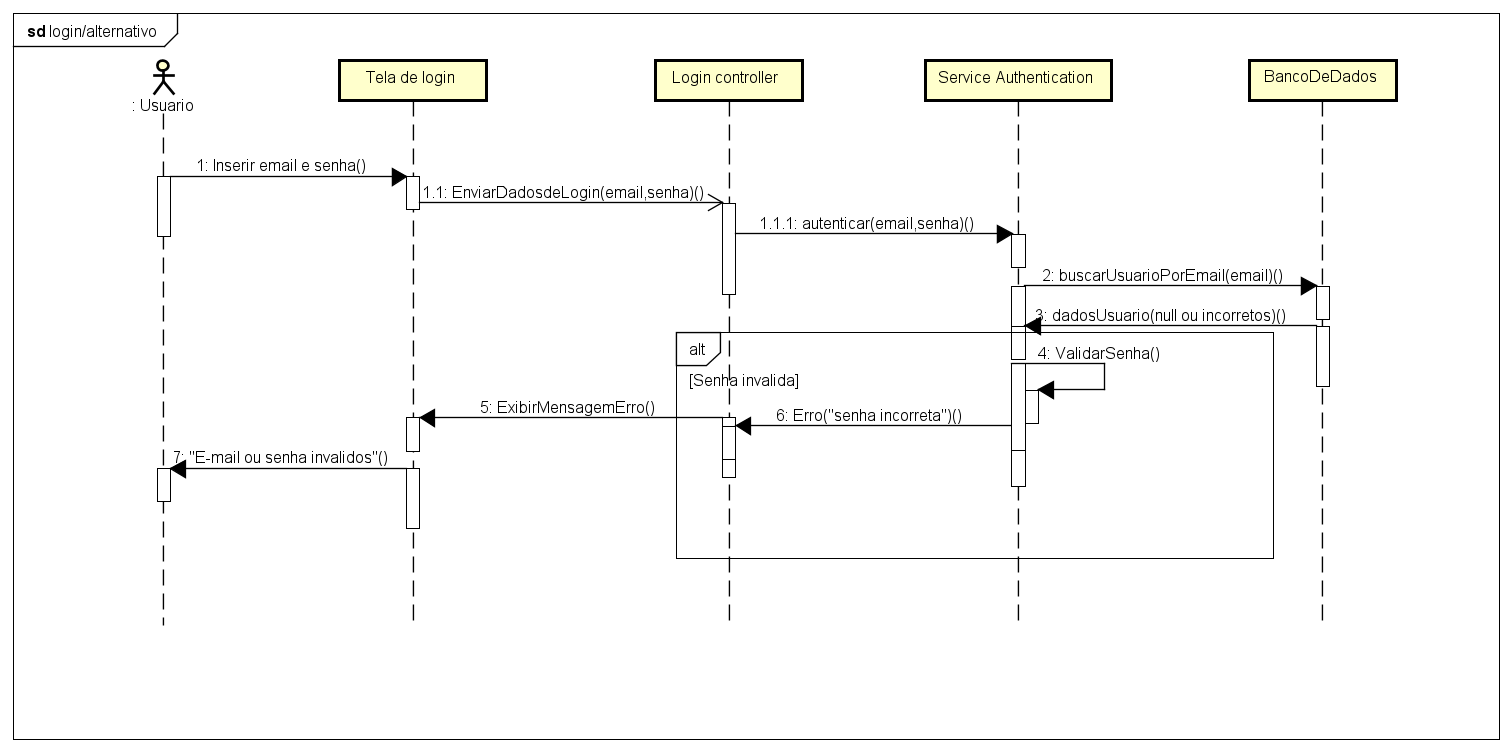 sd login/alternativo
: Usuario
Tela de login
Login controller
Service Authentication
BancoDeDados
1: Inserir email e senha()
1.1: EnviarDadosdeLogin(email,senha)()
1.1.1: autenticar(email,senha)()
2: buscarUsuarioPorEmail(email)()
3: dadosUsuario(null ou incorretos)()
alt
4: ValidarSenha()
[Senha invalida]
5: ExibirMensagemErro()
6: Erro("senha incorreta")()
7: "E-mail ou senha invalidos"()